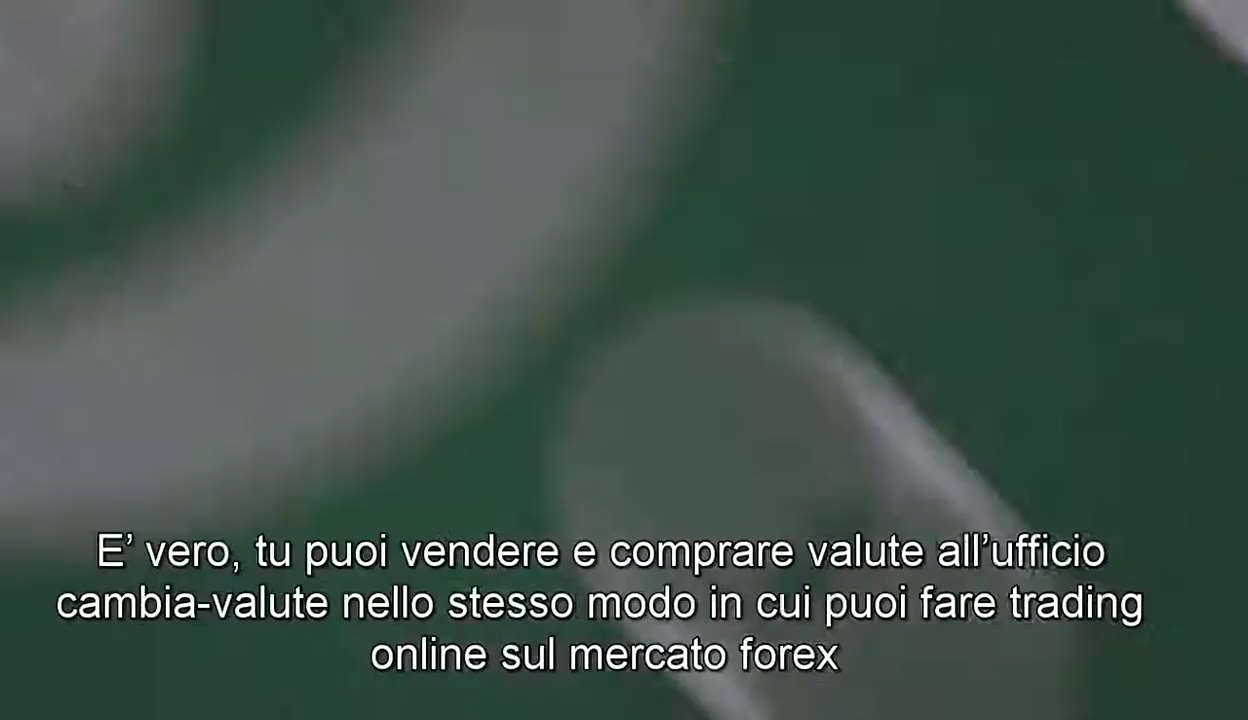 E’ vero, tu puoi vendere e comprare valute all’ufficio
cambia-valute nello stesso modo in cui puoi fare trading
online sul mercato forex